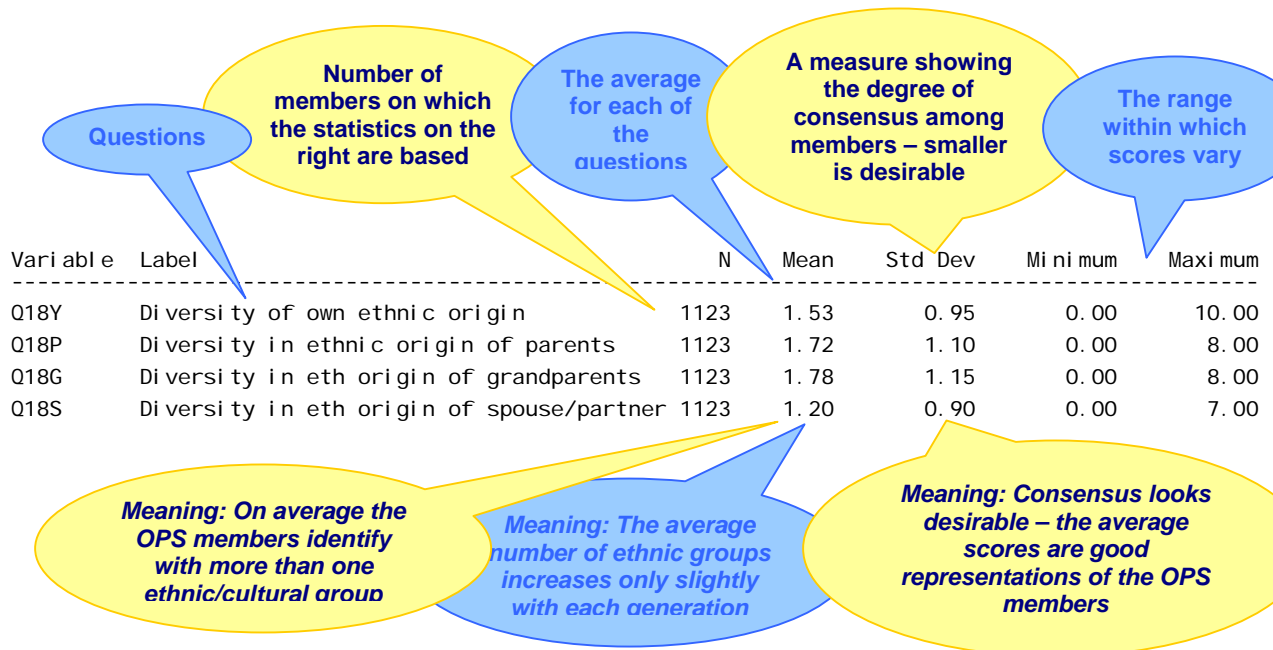 Questions
Number of
members on which
the statistics on the
right are based
The average
for each of
the
questions
A measure showing
the degree of
consensus among
members – smaller
is desirable
The range
within which
scores vary
Variable Label N Mean Std Dev Minimum Maximum
Q18Y Diversity of own ethnic origin 1123 1.53 0.95 0.00 10.00
Q18P Diversity in ethnic origin of parents 1123 1.72 1.10 0.00 8.00
Q18G Diversity in eth origin of grandparents 1123 1.78 1.15 0.00 8.00
Q18S Diversity in eth origin of spouse/partner 1123 1.20 0.90 0.00 7.00
Meaning: On average the
OPS members identify
with more than one
ethnic/cultural group
Meaning: The average
number of ethnic groups
increases only slightly
with each generation
Meaning: Consensus looks
desirable – the average
scores are good
representations of the OPS
members